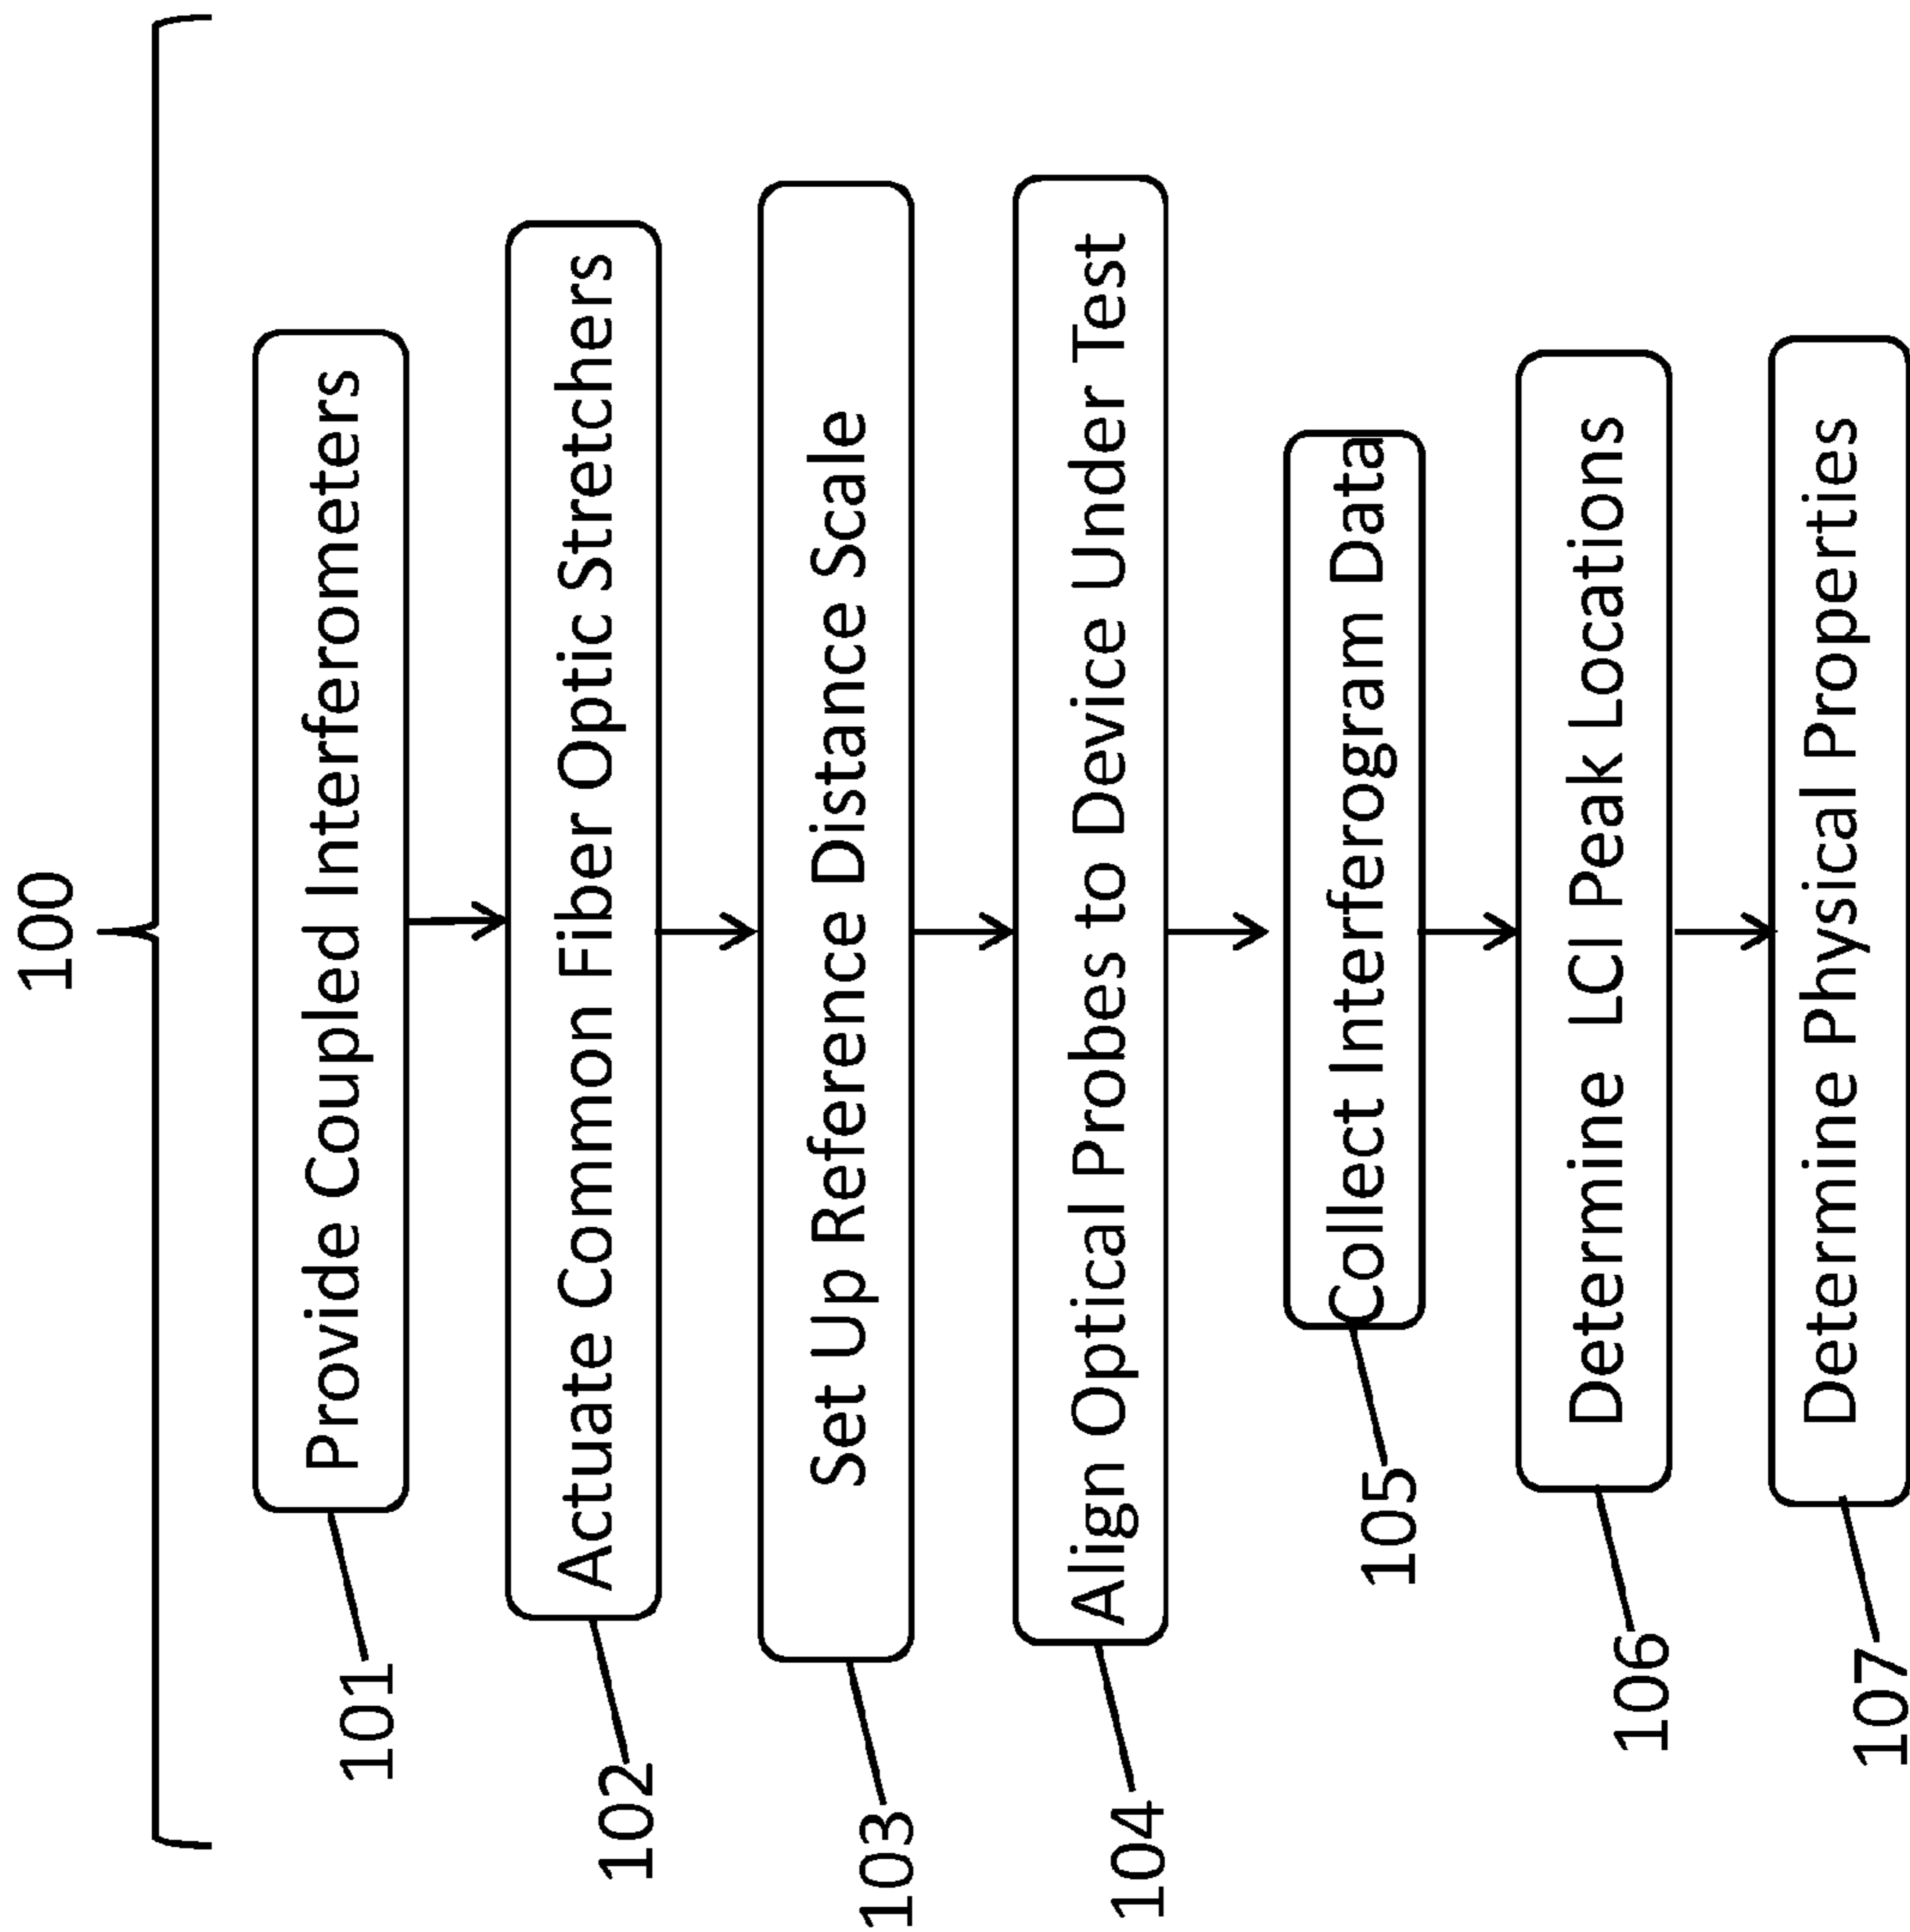 100
101
Provide Coupled Interferometers
102
Actuate Common Fiber Optic Stretchers
103
Set Up Reference Distance Scale
104
Align Optical Probes to Device Under Test
105
Collect Interferogram Data
106
Determine LCI Peak Locations
107
Determine Physical Properties